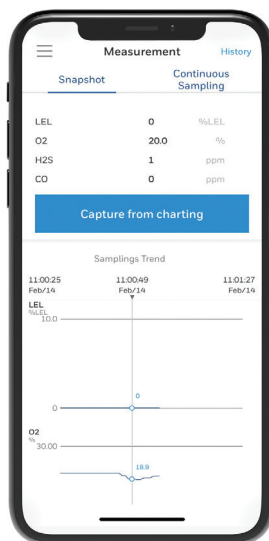 Measurement
History
Snapshot
Continuous
Sampling
LEL 0 %LEL
O2 20.0 %
H2S 1 ppm
CO 0 ppm
Capture from charting
Samplings Trend
11:00:25 11:00:49 11:01:27
Feb/14 Feb/14 Feb/14
LEL
%LEL
10.0
0
0
O2
%
30.00
18.9